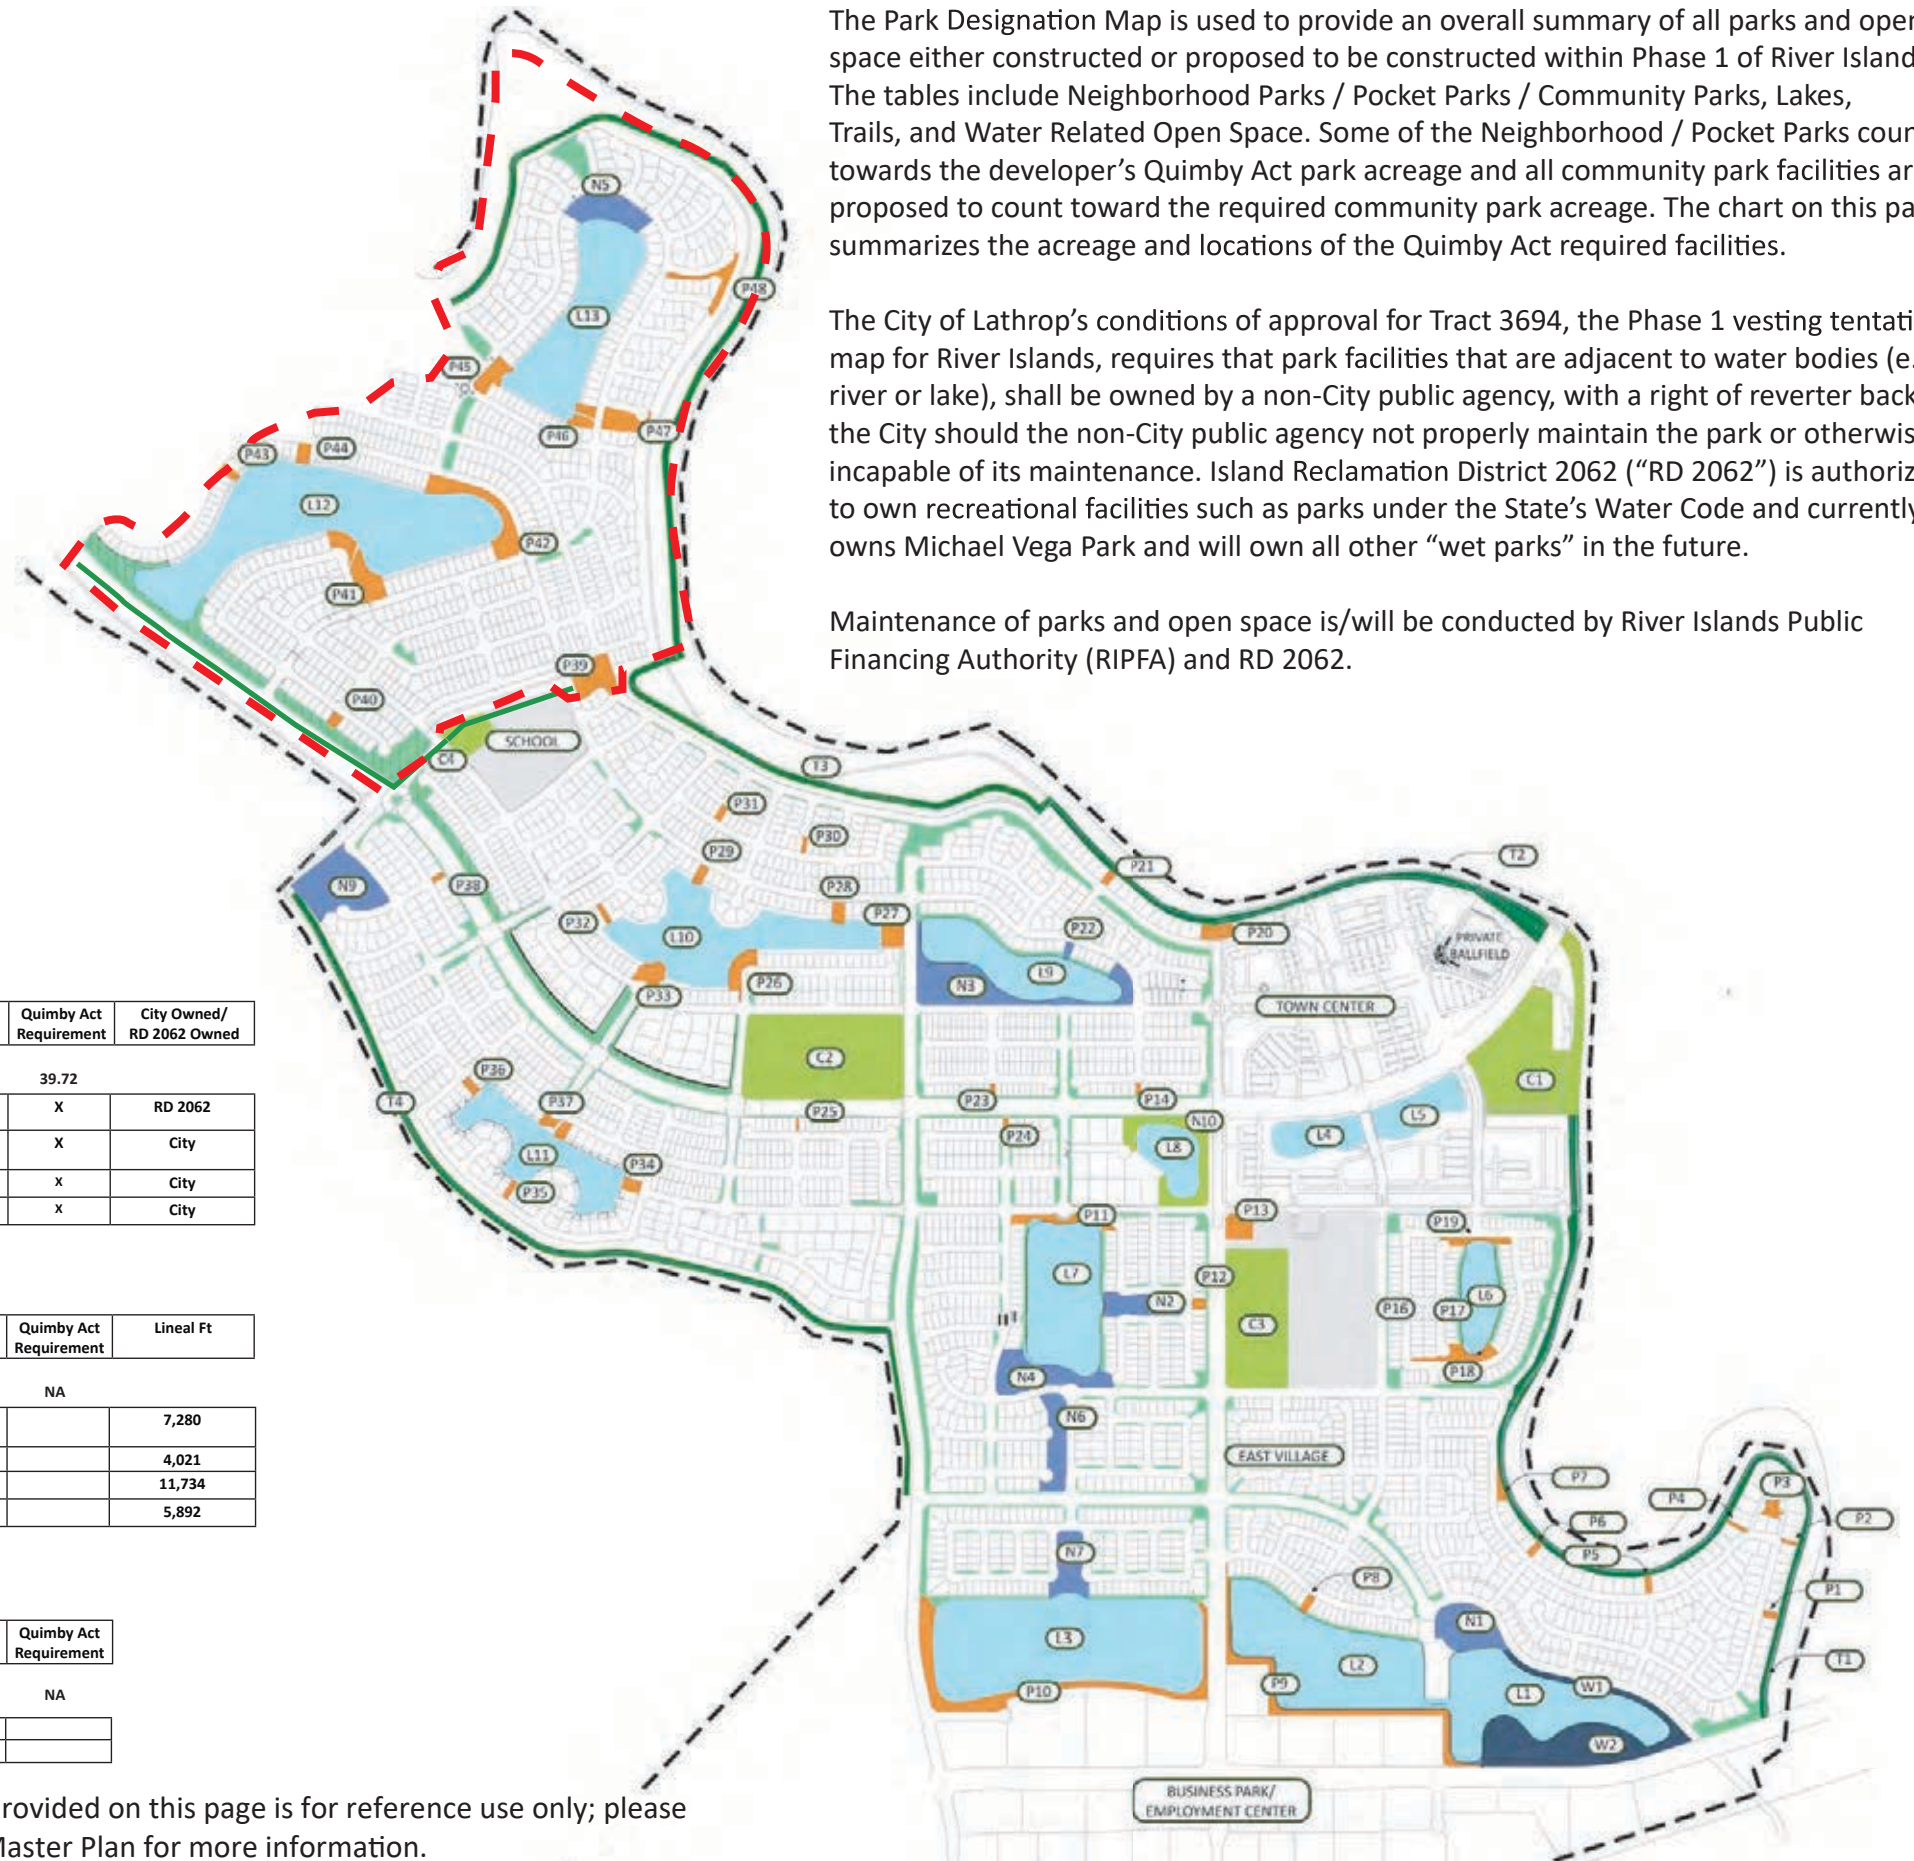 The Park Designation Map is used to provide an overall summary of all parks and open
space either constructed or proposed to be constructed within Phase 1 of River Island
The tables include Neighborhood Parks / Pocket Parks / Community Parks, Lakes,
Trails, and Water Related Open Space. Some of the Neighborhood / Pocket Parks coun
towards the developer's Quimby Act park acreage and all community park facilities ar
proposed to count toward the required community park acreage. The chart on this pa
summarizes the acreage and locations of the Quimby Act required facilities.
The City of Lathrop's conditions of approval for Tract 3694, the Phase 1 vesting tentati
map for River Islands, requires that park facilities that are adjacent to water bodies (e.
river or lake), shall be owned by a non-City public agency, with a right of reverter back
the City should the non-City public agency not properly maintain the park or otherwis
incapable of its maintenance. Island Reclamation District 2062 (“RD 2062”) is authoriz
to own recreational facilities such as parks under the State's Water Code and currently
owns Michael Vega Park and will own all other “wet parks” in the future.
Maintenance of parks and open space is/will be conducted by River Islands Public
Financing Authority (RIPFA) and RD 2062.
N5
P48
L13
P45
P46
P47
P43
P44
L12
P42
P41
P39
P40
SCHOOL
C4
T3
P31
P30
P29
P28
P27
N9
P38
P32
L10
P33
P26
P21
T2
P22
P20
PRIVATE
BALLFIELD
N3
L9
TOWN CENTER
C2
C1
P36
P37
T4
P25
P23
P14
P24
N10
L5
L4
L8
L11
P34
P35
P11
P13
P19
L7
P12
N2
P16
P17
L6
C3
P18
N4
N6
EAST VILLAGE
P7
P4
P3
P2
P6
P5
N7
P8
P1
N1
L3
L2
T1
P9
P10
L1
W1
W2
BUSINESS PARK/
EMPLOYMENT CENTER
Quimby Act
Requirement
City Owned/
RD 2062 Owned
39.72
X RD 2062
X City
X City
X City
Quimby Act
Requirement
Lineal Ft
NA
7,280
4,021
11,734
5,892
Quimby Act
Requirement
NA
rovided on this page is for reference use only; please
Master Plan for more information.